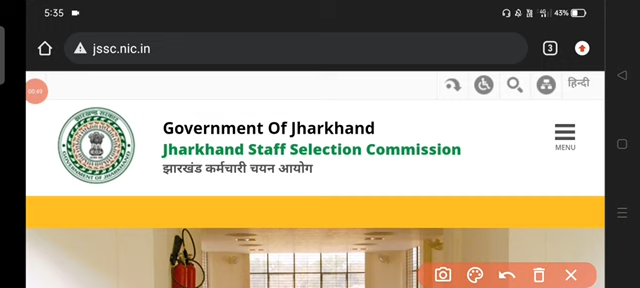 5:35
43%
jssc.nic.in
3
हिन्दी
Government Of Jharkhand
Jharkhand Staff Selection Commission
झारखंड कर्मचारी चयन आयोग
MENU